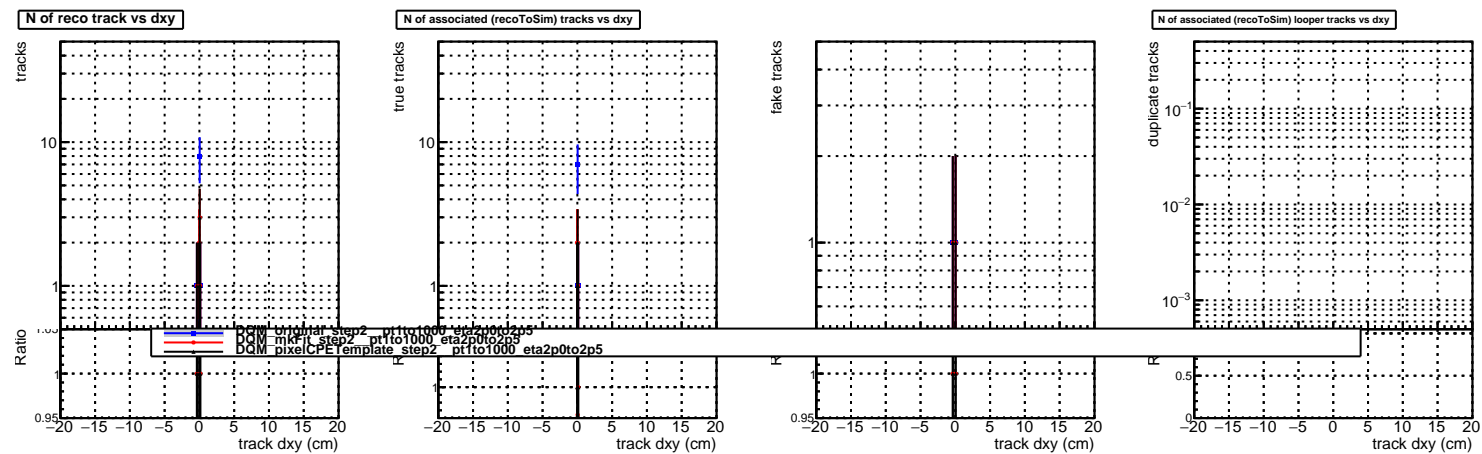 N of reco track vs dxy
N of associated (recoToSim) tracks vs dxy
N of associated (recoToSim) looper tracks vs dxy
tracks
10
1
Ratio
1
0.95
−20 −15 −10 −5 0 5 10 15 20
track dxy (cm)
true tracks
10
1
1
−20 −15 −10 −5 0 5 10 15 20
track dxy (cm)
fake tracks
1
1
0.95
−20 −15 −10 −5 0 5 10 15 20
track dxy (cm)
duplicate tracks
10−1
10−2
10−3
0.5
0
−20 −15 −10 −5 0 5 10 15 20
track dxy (cm)
DQM_original_step2__pt1to1000_eta2p0to2p5
DQM_mkFit_step2__pt1to1000_eta2p0to2p5
DQM_pixelCPETemplate_step2__pt1to1000_eta2p0to2p5